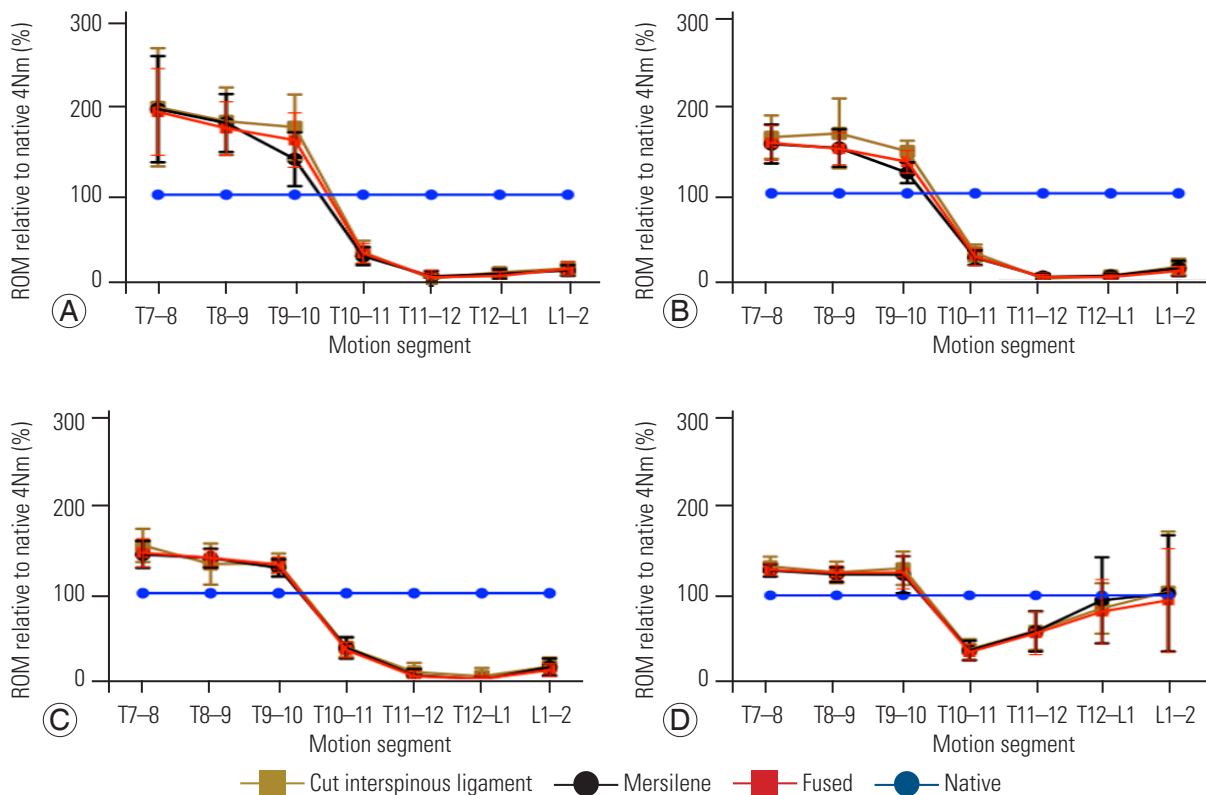 ROM relative to native 4Nm (%)
300
200
100
0
T7–8 T8–9 T9–10 T10–11 T11–12 T12–L1 L1–2
Motion segment
A
ROM relative to native 4Nm (%)
300
200
100
0
T7–8 T8–9 T9–10 T10–11 T11–12 T12–L1 L1–2
Motion segment
B
ROM relative to native 4Nm (%)
300
200
100
0
T7–8 T8–9 T9–10 T10–11 T11–12 T12–L1 L1–2
Motion segment
C
ROM relative to native 4Nm (%)
300
200
100
0
T7–8 T8–9 T9–10 T10–11 T11–12 T12–L1 L1–2
Motion segment
D
Cut interspinous ligament Mersilene Fused Native